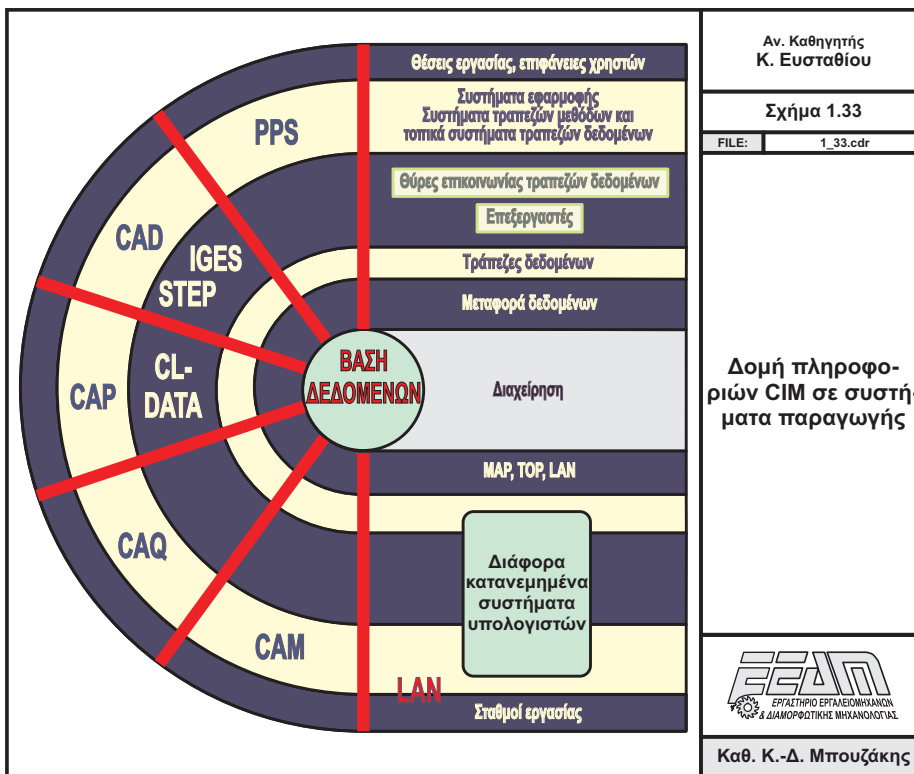 Θέσεις εργασίας, επιφάνειες χρηστών
Συστήματα εφαρμοφής
Συστήματα τραπεζών μεθόδων και
τοπικά συστήματα τραπεζών δεδομένων
Θύρες επικοινωνίας τραπεζών δεδομένων
Επεξεργαστές
Τράπεζες δεδομένων
Μεταφορά δεδομένων
Διαχείρηση
MAP, TOP, LAN
Διάφορα
κατανεμημένα
συστήματα
υπολογιστών
LAN
Σταθμοί εργασίας
PPS
CAD
IGES
STEP
CAP
CL-
DATA
ΒΑΣΗ
ΔΕΔΟΜΕΝΩΝ
CAQ
CAM
Αν. Καθηγητής
Κ. Ευσταθίου
Σχήμα 1.33
FILE: 1_33.cdr
Δομή πληροφο-
ριών CIM σε συστή-
ματα παραγωγής
ΕΕΔΜ
ΕΡΓΑΣΤΗΡΙΟ ΕΡΓΑΛΕΙΟΜΗΧΑΝΩΝ
& ΔΙΑΜΟΡΦΩΤΙΚΗΣ ΜΗΧΑΝΟΛΟΓΙΑΣ
Καθ. Κ.-Δ. Μπουζάκης